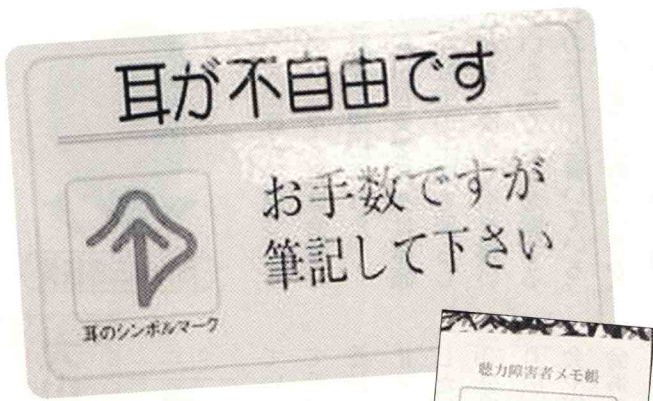 耳が不自由です
お手数ですが
筆記して下さい
耳のシンボルマーク
聴力障害者メモ帳